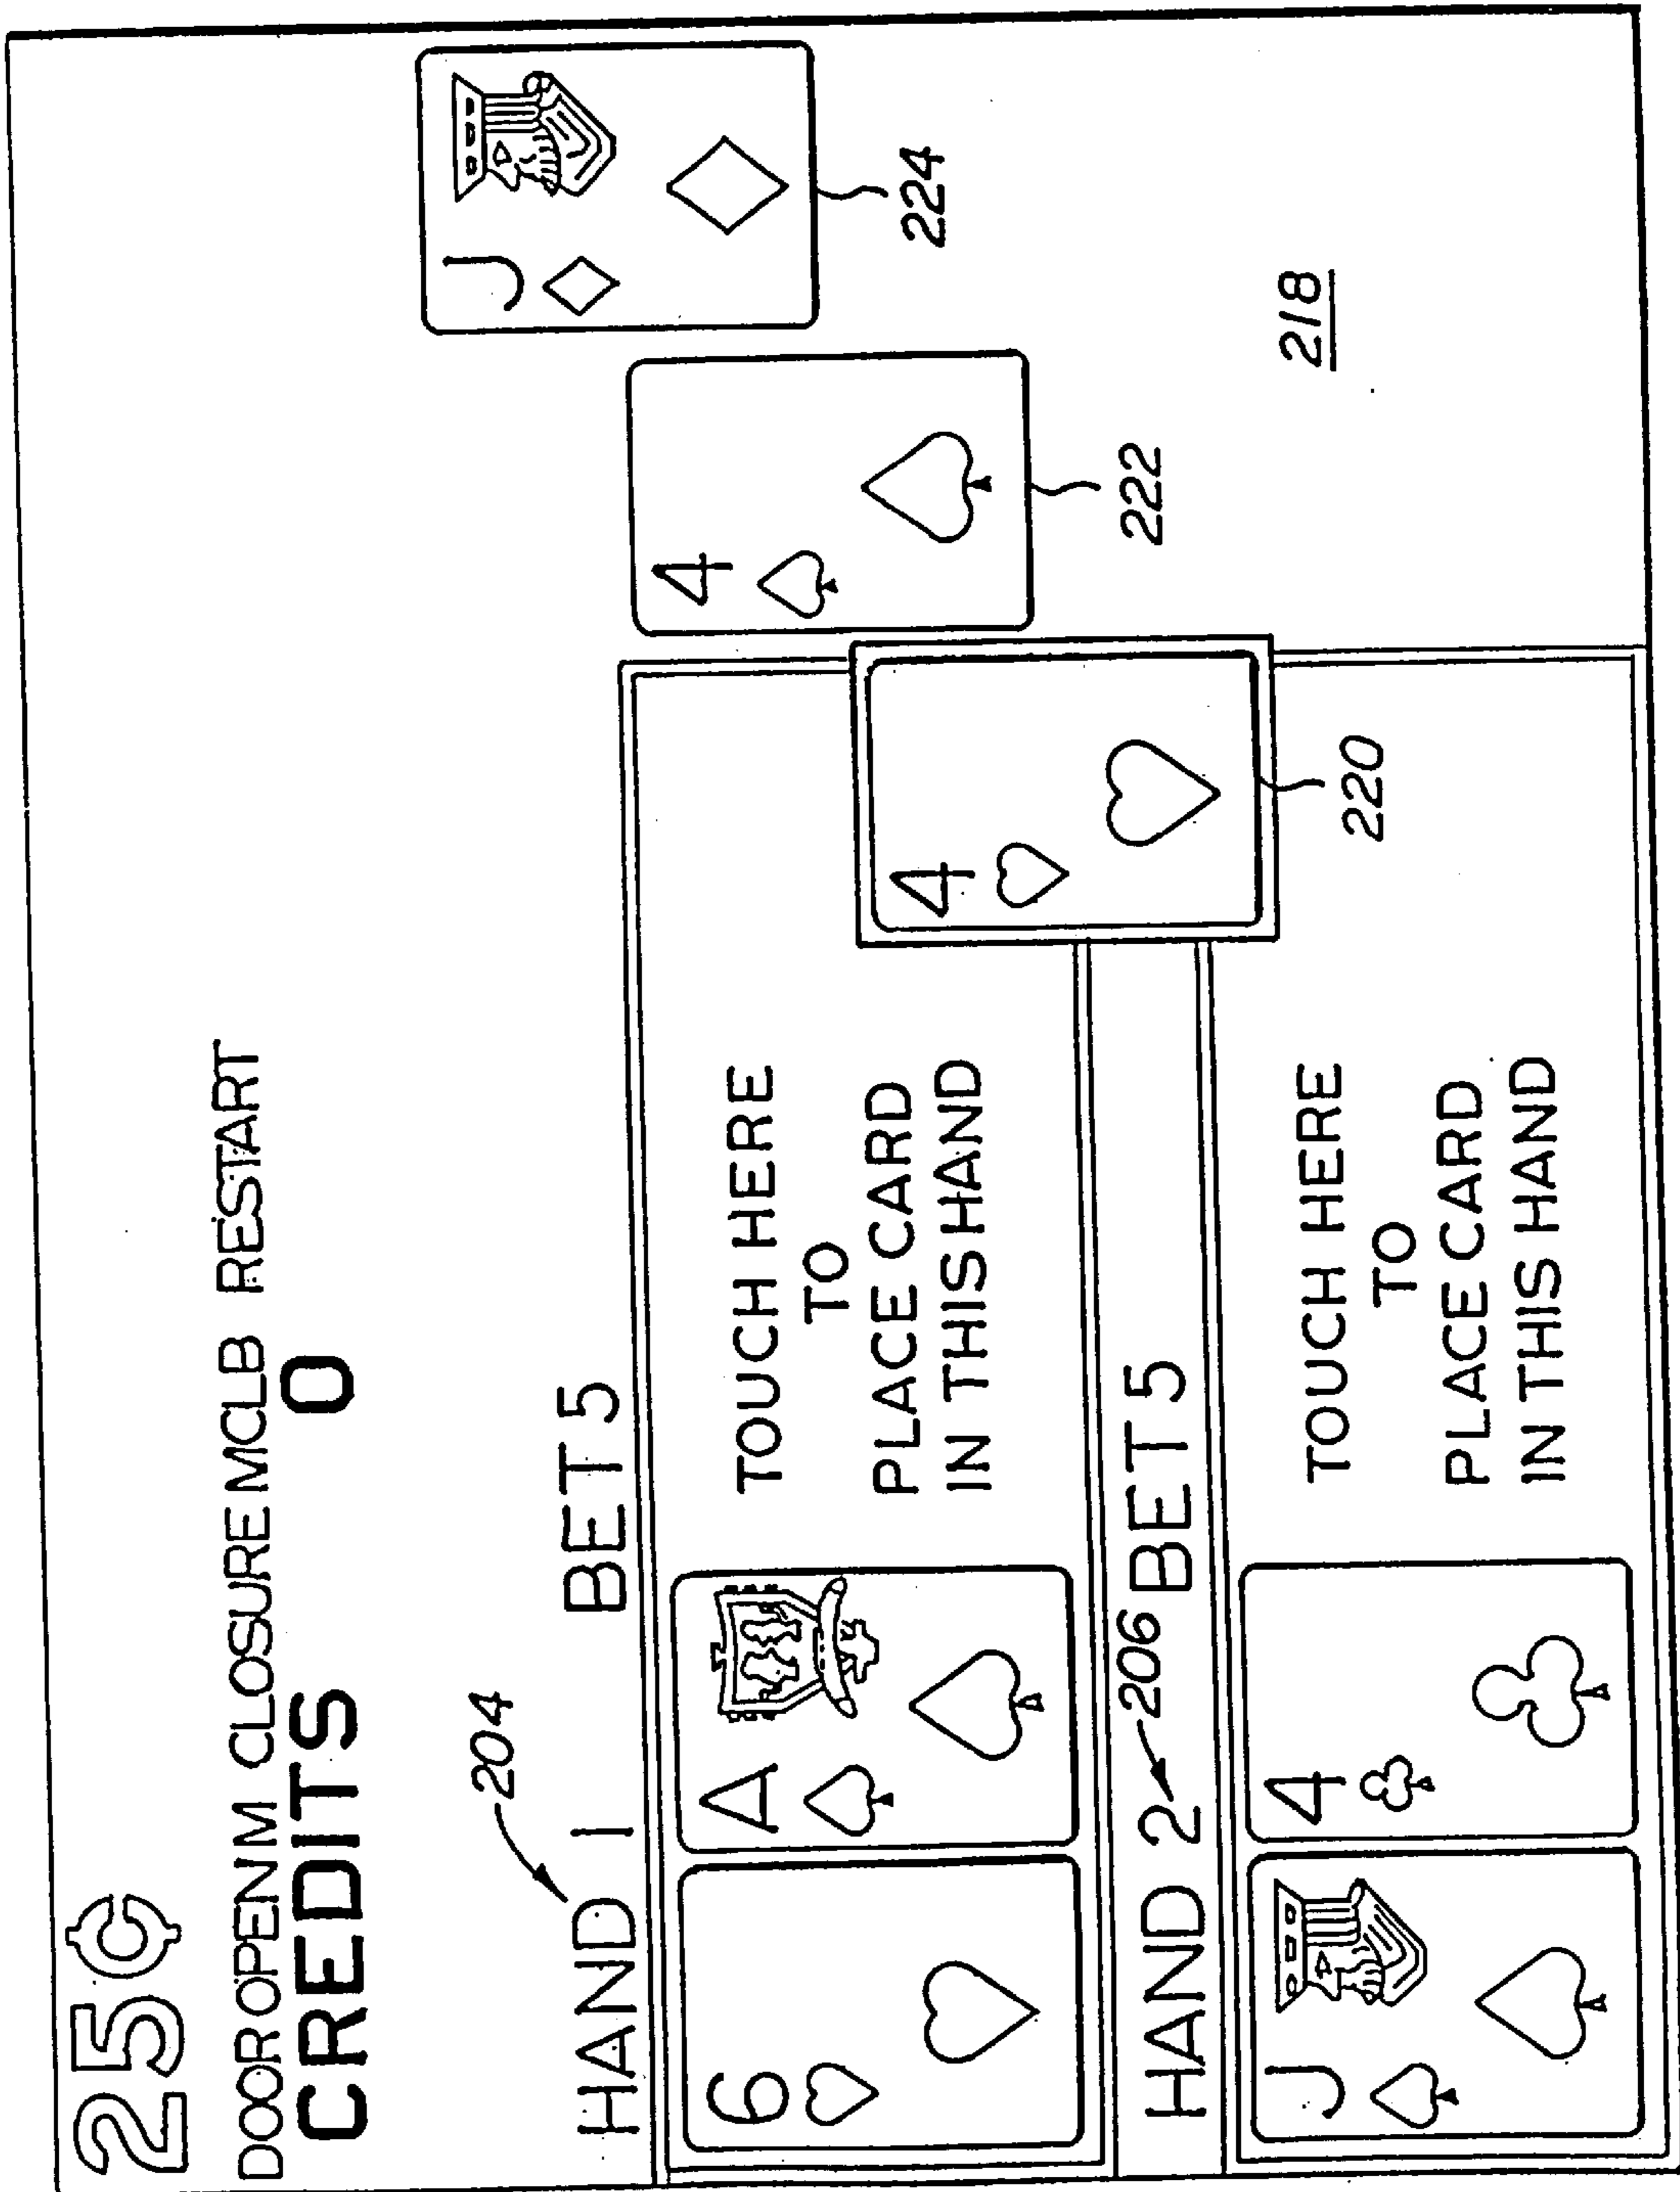 25¢
DOOR OPEN M CLOSURE MCLB RESTART
CREDITS 0
204
HAND 1 BET 5
J
224
4
222
6
A
TOUCH HERE
TO
PLACE CARD
IN THIS HAND
4
220
218
HAND 2 206 BET 5
J
4
TOUCH HERE
TO
PLACE CARD
IN THIS HAND